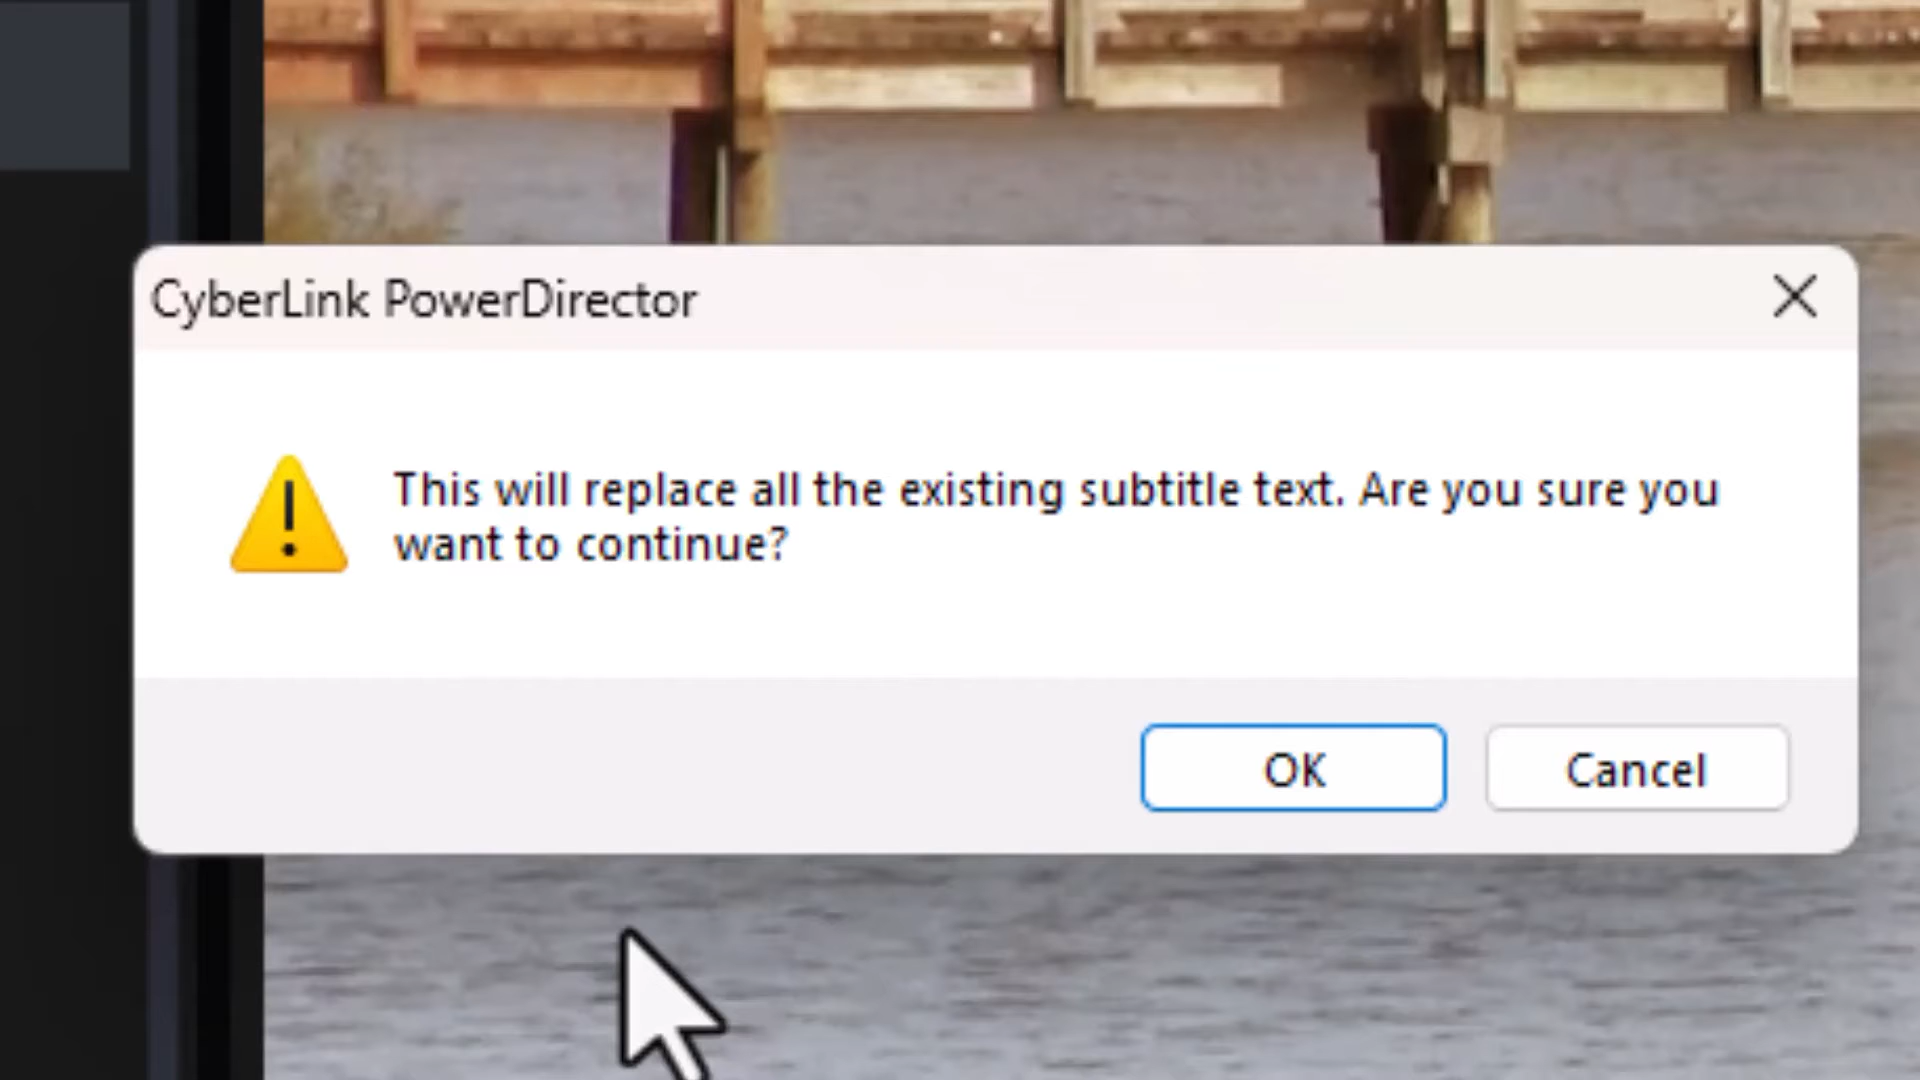 CyberLink PowerDirector
This will replace all the existing subtitle text. Are you sure you
want to continue?
OK
Cancel